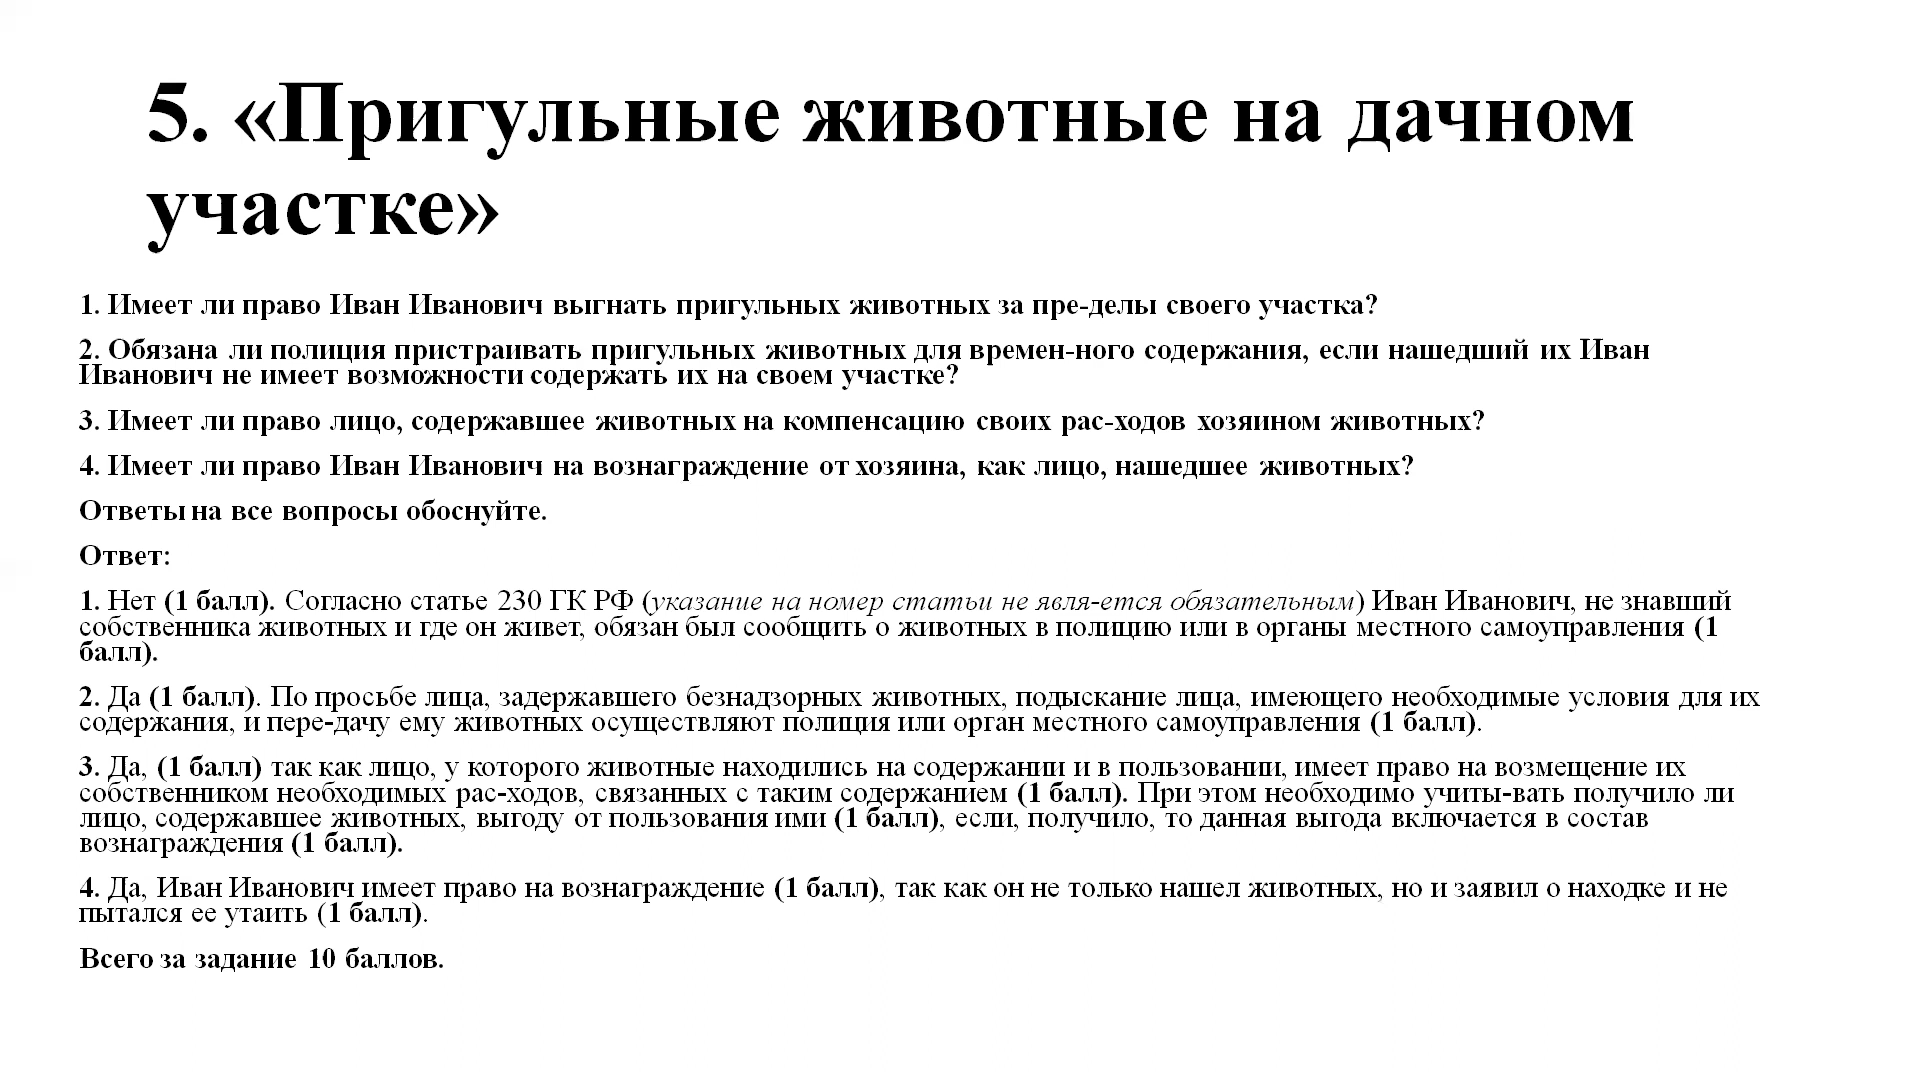 5. «Пригульные животные на дачном
участке»
1. Имеет ли право Иван Иванович выгнать пригульных животных за пре-делы своего участка?
2. Обязана ли полиция пристраивать пригульных животных для времен-ного содержания, если нашедший их Иван
Иванович не имеет возможности содержать их на своем участке?
3. Имеет ли право лицо, содержавшее животных на компенсацию своих рас-ходов хозяином животных?
4. Имеет ли право Иван Иванович на вознаграждение от хозяина, как лицо, нашедшее животных?
Ответы на все вопросы обоснуйте.
Ответ:
1. Нет (1 балл). Согласно статье 230 ГК РФ (указание на номер статьи не явля-ется обязательным) Иван Иванович, не знавший
собственника животных и где он живет, обязан был сообщить о животных в полицию или в органы местного самоуправления (1
балл).
2. Да (1 балл). По просьбе лица, задержавшего безнадзорных животных, подыскание лица, имеющего необходимые условия для их
содержания, и пере-дачу ему животных осуществляют полиция или орган местного самоуправления (1 балл).
3. Да, (1 балл) так как лицо, у которого животные находились на содержании и в пользовании, имеет право на возмещение их
собственником необходимых рас-ходов, связанных с таким содержанием (1 балл). При этом необходимо учиты-вать получило ли
лицо, содержавшее животных, выгоду от пользования ими (1 балл), если, получило, то данная выгода включается в состав
вознаграждения (1 балл).
4. Да, Иван Иванович имеет право на вознаграждение (1 балл), так как он не только нашел животных, но и заявил о находке и не
пытался ее утаить (1 балл).
Всего за задание 10 баллов.